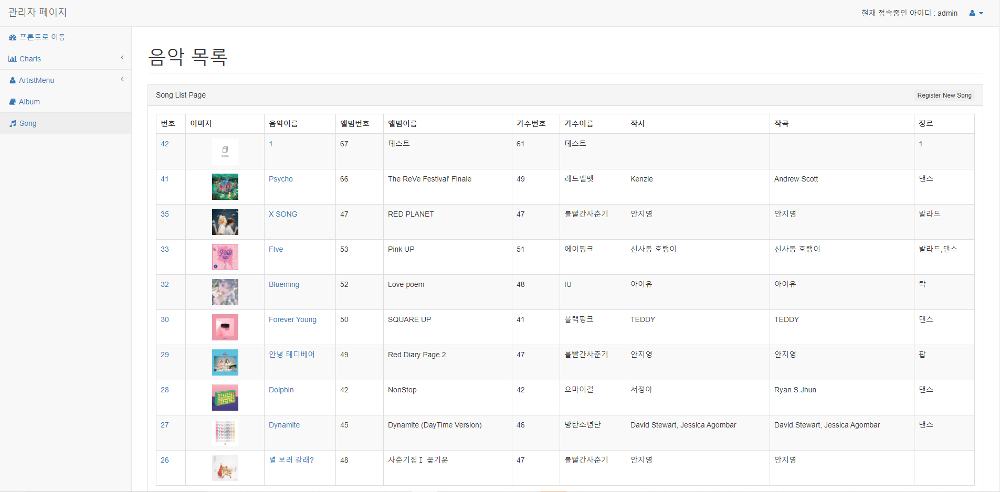 관리자 페이지
현재 접속중인 아이디 : admin
프론트로 이동
Charts
ArtistMenu
Album
Song
음악 목록
Song List Page
Register New Song
번호 이미지 음악이름 앨범번호 앨범이름 가수번호 가수이름 작사 작곡 장르
42 1 67 테스트 61 테스트 1
41 Psycho 66 The ReVe Festival' Finale 49 레드벨벳 Kenzie Andrew Scott 댄스
35 X SONG 47 RED PLANET 47 볼빨간사춘기 안지영 안지영 발라드
33 FIve 53 Pink UP 51 에이핑크 신사동 호랭이 신사동 호랭이 발라드,댄스
32 Blueming 52 Love poem 48 IU 아이유 아이유 락
30 Forever Young 50 SQUARE UP 41 블랙핑크 TEDDY TEDDY 댄스
29 안녕 테디베어 49 Red Diary Page.2 47 볼빨간사춘기 안지영 안지영 팝
28 Dolphin 42 NonStop 42 오마이걸 서정아 Ryan S.Jhun 댄스
27 Dynamite 45 Dynamite (DayTime Version) 46 방탄소년단 David Stewart, Jessica Agombar David Stewart, Jessica Agombar 댄스
26 별 보러 갈래? 48 사춘기집Ⅰ 꽃기운 47 볼빨간사춘기 안지영 안지영